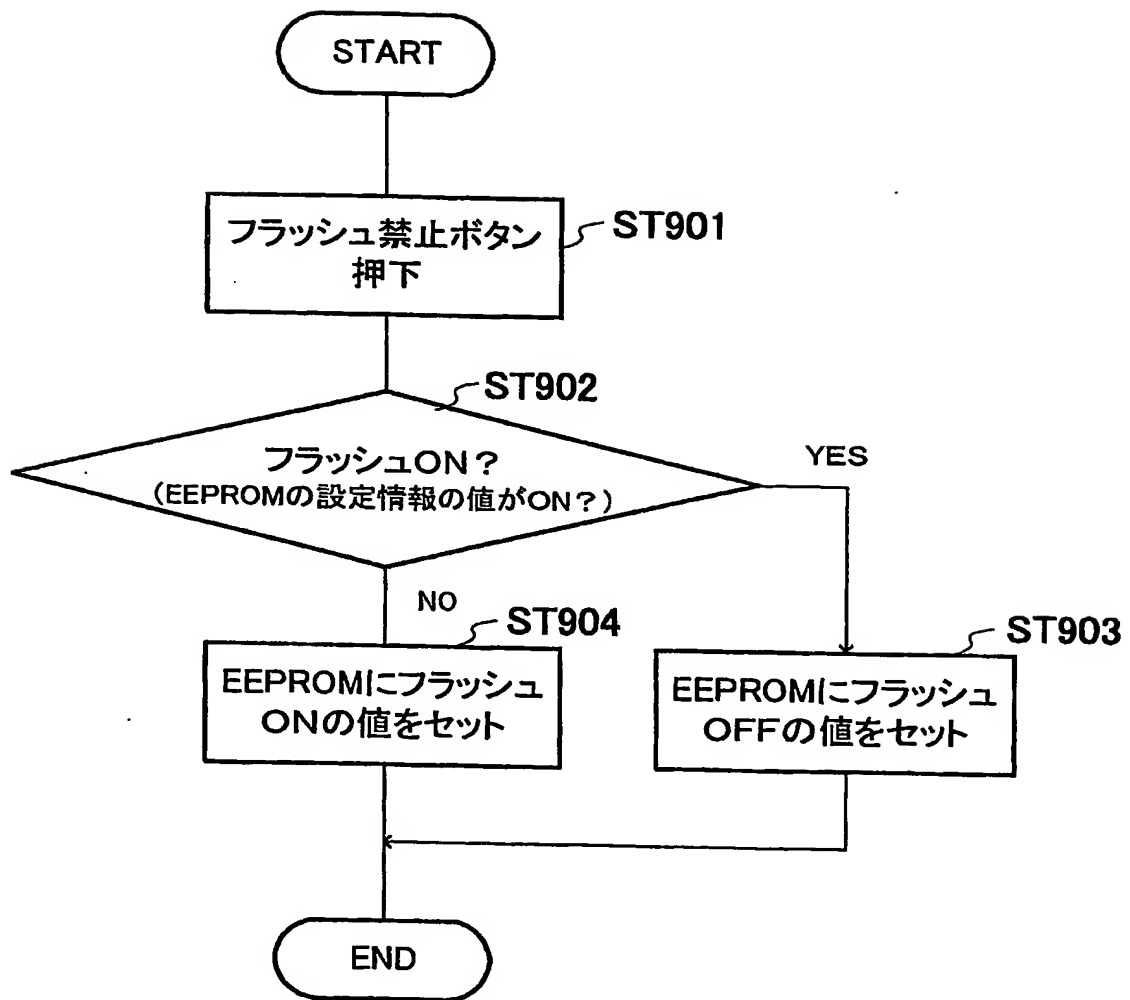 START
フラッシュ禁止ボタン
押下
ST901
ST902
フラッシュON？
（EEPROMの設定情報の値がON？）
YES
NO
ST904
EEPROMにフラッシュ
ONの値をセット
ST903
EEPROMにフラッシュ
OFFの値をセット
END